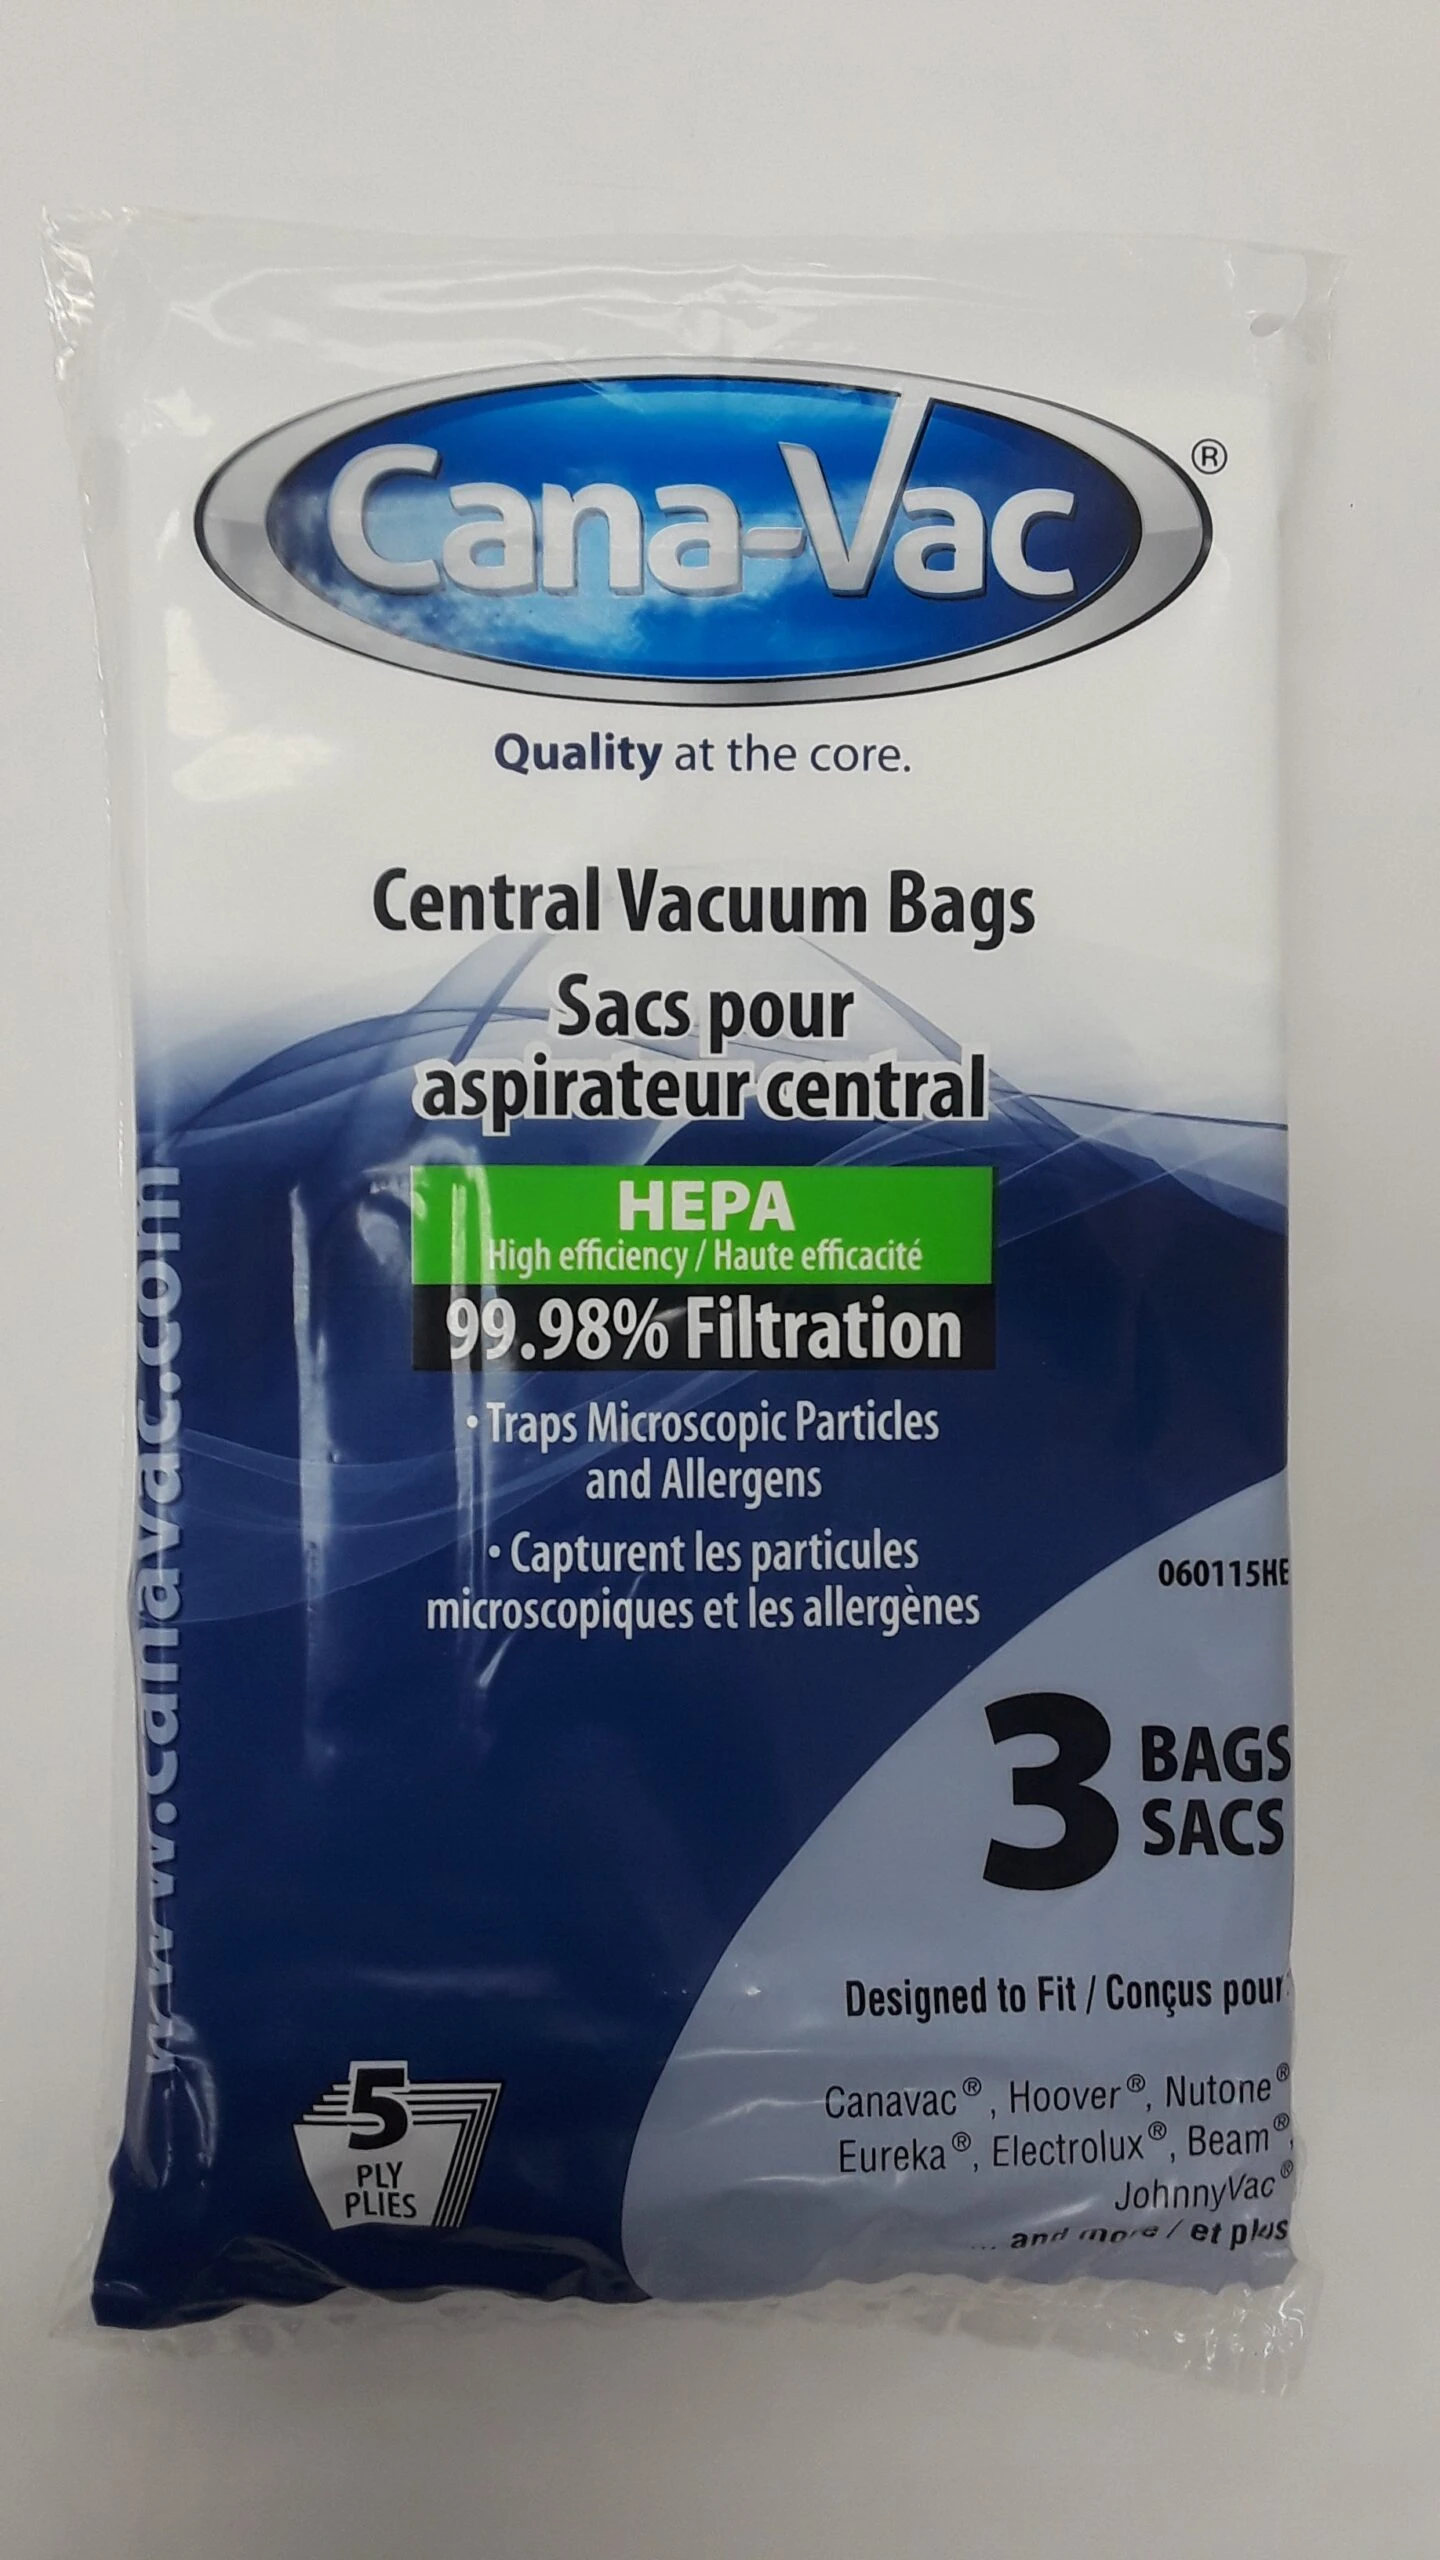 Cana-Vac®
Quality at the core.
Central Vacuum Bags
Sacs pour
aspirateur central
HEPA
High efficiency / Haute efficacité
99.98% Filtration
• Traps Microscopic Particles
and Allergens
• Capturent les particules
microscopiques et les allergènes
www.canavac.com
060115HE
3 BAGS
SACS
Designed to Fit / Conçus pour:
Canavac®, Hoover®, Nutone®
Eureka®, Electrolux®, Beam®,
JohnnyVac®
... and more / et plus
5
PLY
PLIES